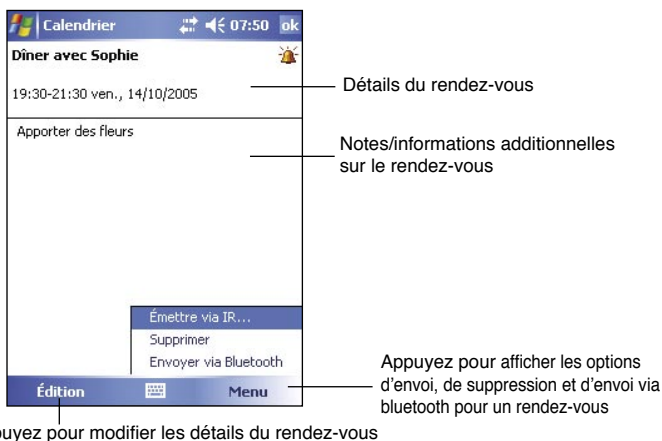 Calendrier 07:50 ok
Dîner avec Sophie
19:30-21:30 ven., 14/10/2005
Détails du rendez-vous
Apporter des fleurs
Notes/informations additionnelles
sur le rendez-vous
Émettre via IR...
Supprimer
Envoyer via Bluetooth
Édition Menu
Appuyez pour afficher les options
d'envoi, de suppression et d'envoi via
bluetooth pour un rendez-vous
puyez pour modifier les détails du rendez-vous